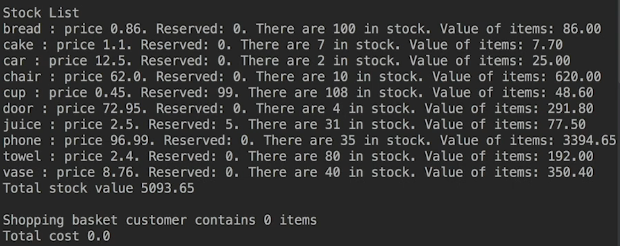 Stock List
bread : price 0.86. Reserved: 0. There are 100 in stock. Value of items: 86.00
cake : price 1.1. Reserved: 0. There are 7 in stock. Value of items: 7.70
car : price 12.5. Reserved: 0. There are 2 in stock. Value of items: 25.00
chair : price 62.0. Reserved: 0. There are 10 in stock. Value of items: 620.00
cup : price 0.45. Reserved: 99. There are 108 in stock. Value of items: 48.60
door : price 72.95. Reserved: 0. There are 4 in stock. Value of items: 291.80
juice : price 2.5. Reserved: 5. There are 31 in stock. Value of items: 77.50
phone : price 96.99. Reserved: 0. There are 35 in stock. Value of items: 3394.65
towel : price 2.4. Reserved: 0. There are 80 in stock. Value of items: 192.00
vase : price 8.76. Reserved: 0. There are 40 in stock. Value of items: 350.40
Total stock value 5093.65
Shopping basket customer contains 0 items
Total cost 0.0